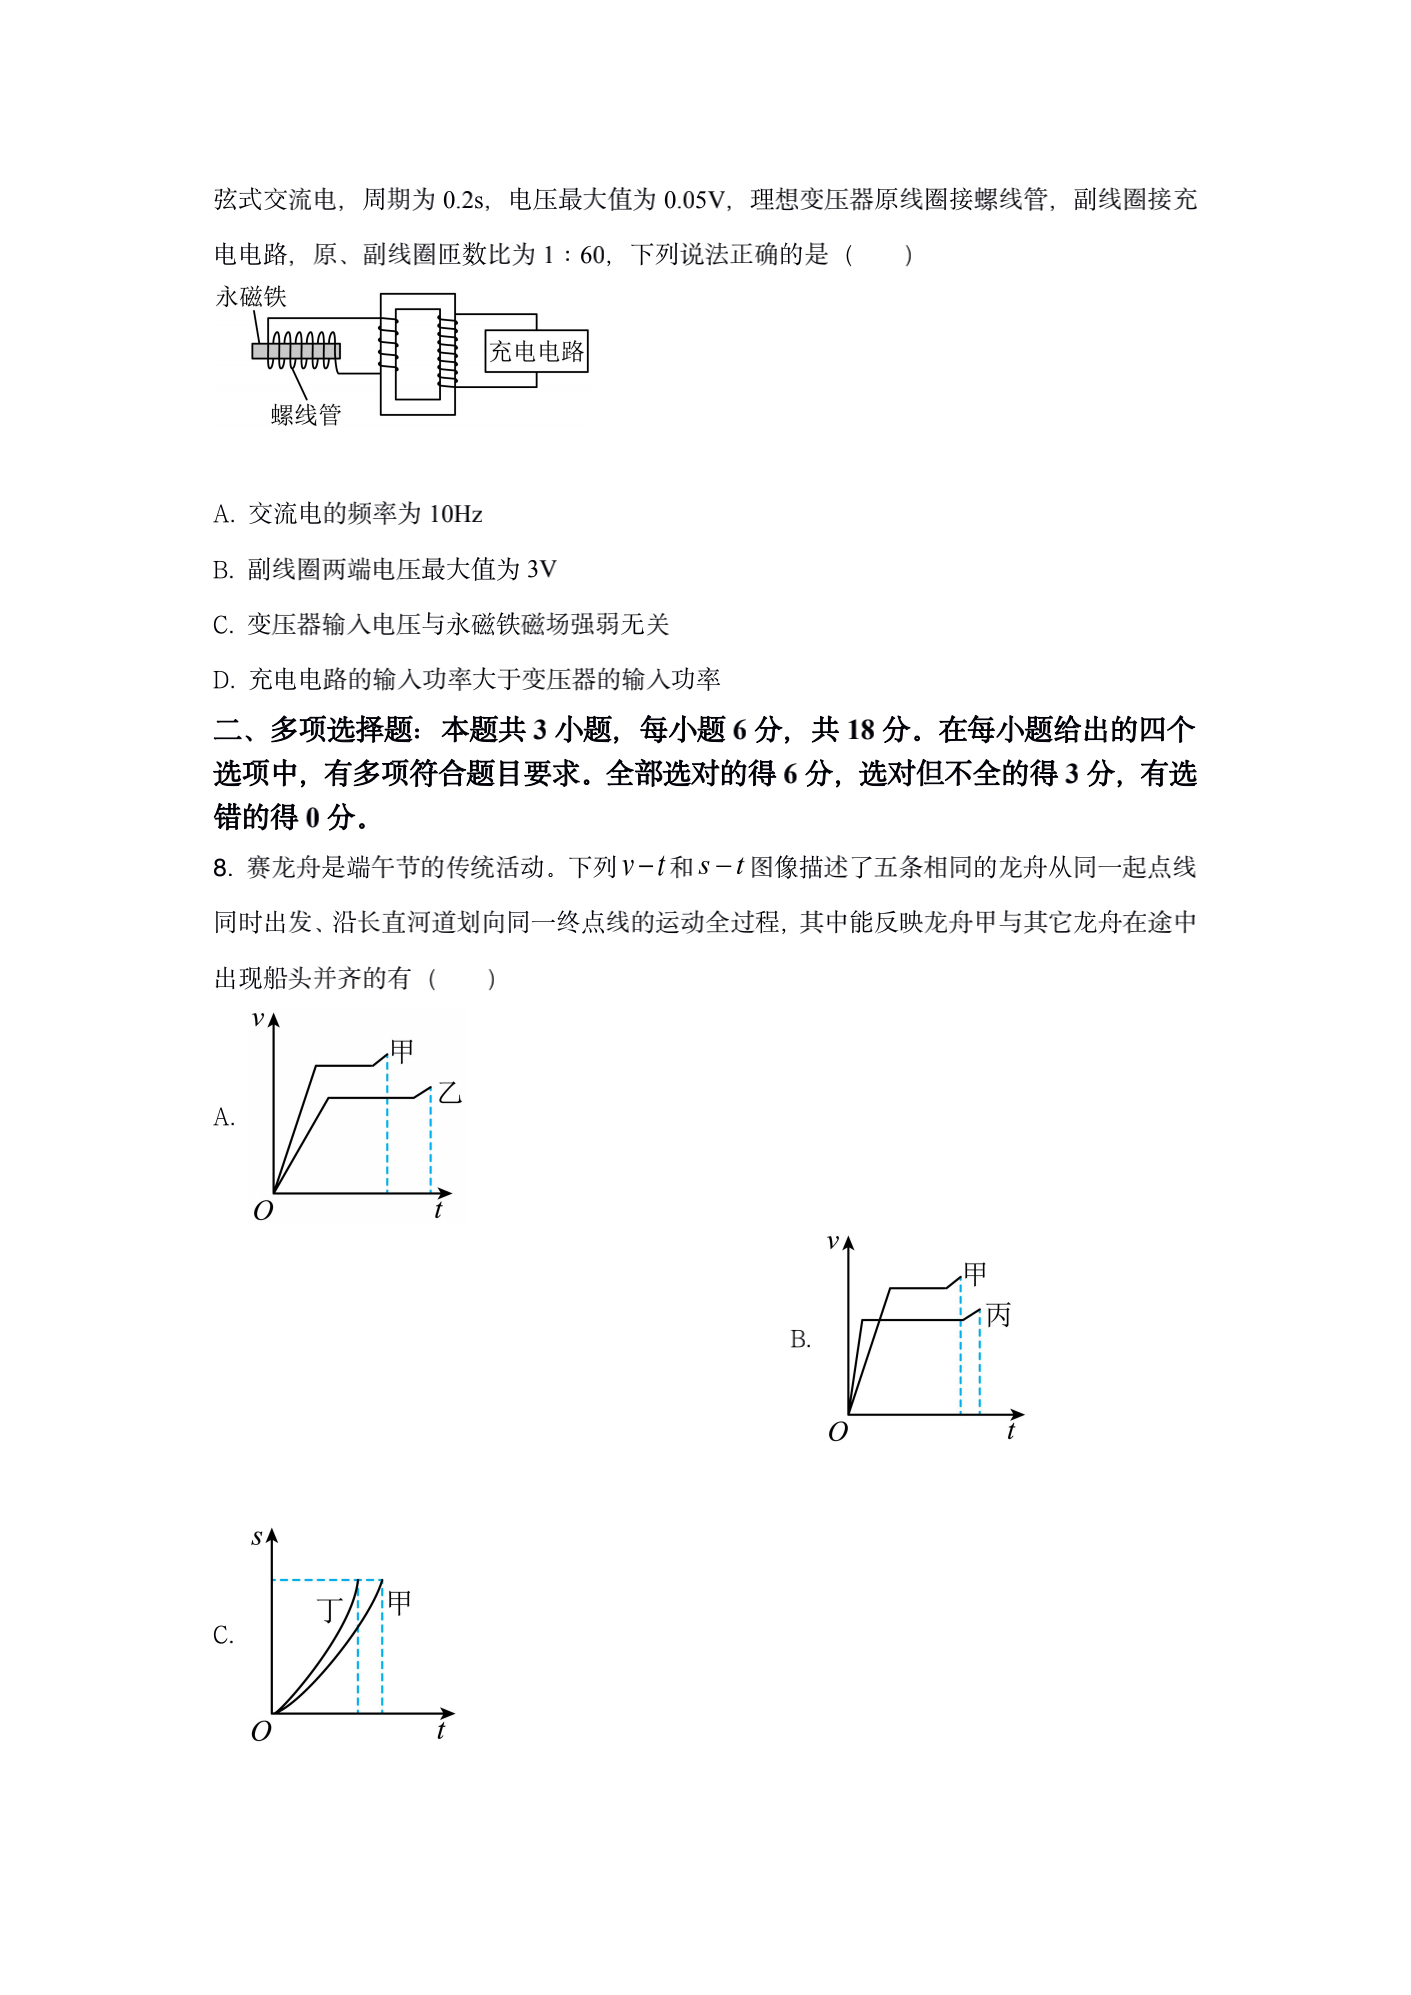 弦式交流电，周期为 0.2s，电压最大值为 0.05V，理想变压器原线圈接螺线管，副线圈接充
电电路，原、副线圈匝数比为 1：60，下列说法正确的是（　　）
永磁铁
充电电路
螺线管
A. 交流电的频率为 10Hz
B. 副线圈两端电压最大值为 3V
C. 变压器输入电压与永磁铁磁场强弱无关
D. 充电电路的输入功率大于变压器的输入功率
二、多项选择题：本题共 3 小题，每小题 6 分，共 18 分。在每小题给出的四个
选项中，有多项符合题目要求。全部选对的得 6 分，选对但不全的得 3 分，有选
错的得 0 分。
8. 赛龙舟是端午节的传统活动。下列 v－t 和 s－t 图像描述了五条相同的龙舟从同一起点线
同时出发、沿长直河道划向同一终点线的运动全过程，其中能反映龙舟甲与其它龙舟在途中
出现船头并齐的有（　　）
A.
v
甲
乙
O
t
B.
v
甲
丙
O
t
C.
s
丁
甲
O
t